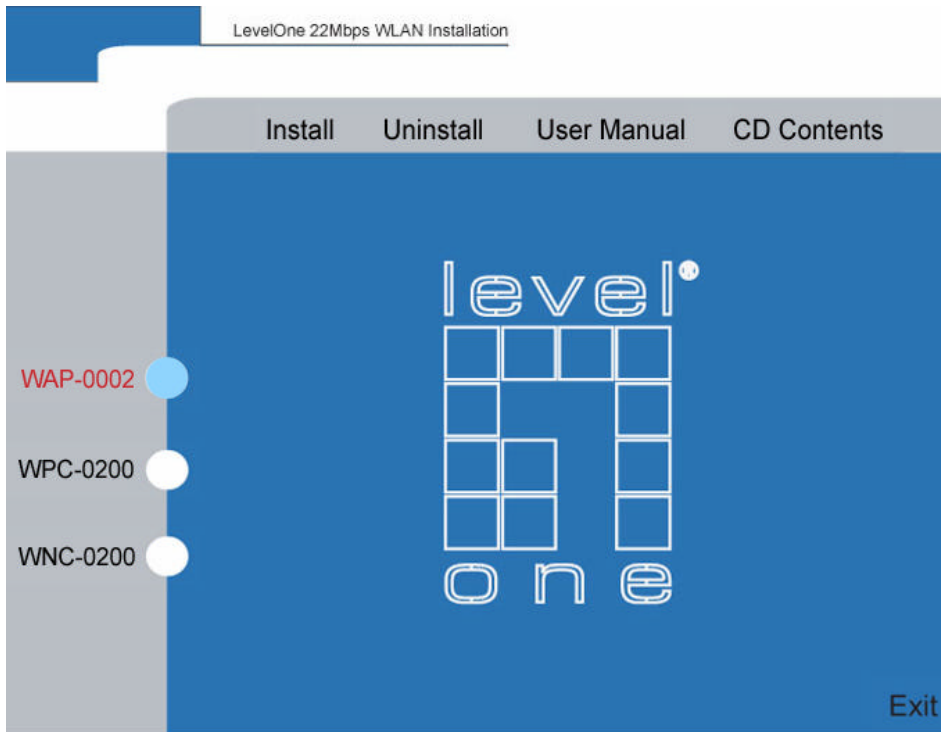 LevelOne 22Mbps WLAN Installation
Install Uninstall User Manual CD Contents
level®
WAP-0002
WPC-0200
WNC-0200
one
Exit